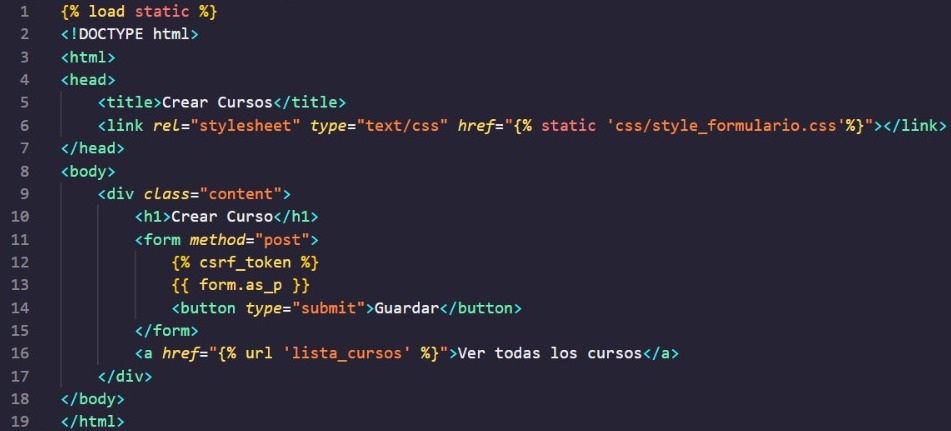 1 {% load static %}
2 <!DOCTYPE html>
3 <html>
4 <head>
5     <title>Crear Cursos</title>
6     <link rel="stylesheet" type="text/css" href="{% static 'css/style_formulario.css'%}"></link>
7 </head>
8 <body>
9     <div class="content">
10         <h1>Crear Curso</h1>
11         <form method="post">
12             {% csrf_token %}
13             {{ form.as_p }}
14             <button type="submit">Guardar</button>
15         </form>
16         <a href="{% url 'lista_cursos' %}">Ver todas los cursos</a>
17     </div>
18 </body>
19 </html>